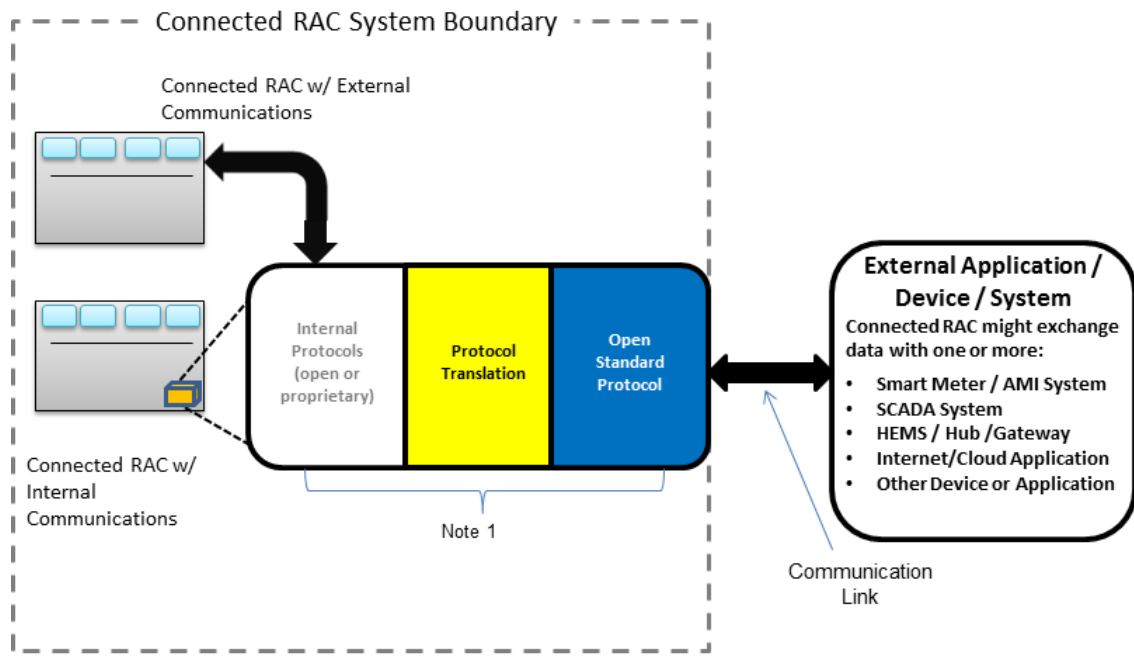 Connected RAC System Boundary
Connected RAC w/ External
Communications
Internal
Protocols
(open or
proprietary)
Protocol
Translation
Open
Standard
Protocol
Connected RAC w/
Internal
Communications
Note 1
External Application /
Device / System
Connected RAC might exchange
data with one or more:
• Smart Meter / AMI System
• SCADA System
• HEMS / Hub /Gateway
• Internet/Cloud Application
• Other Device or Application
Communication
Link